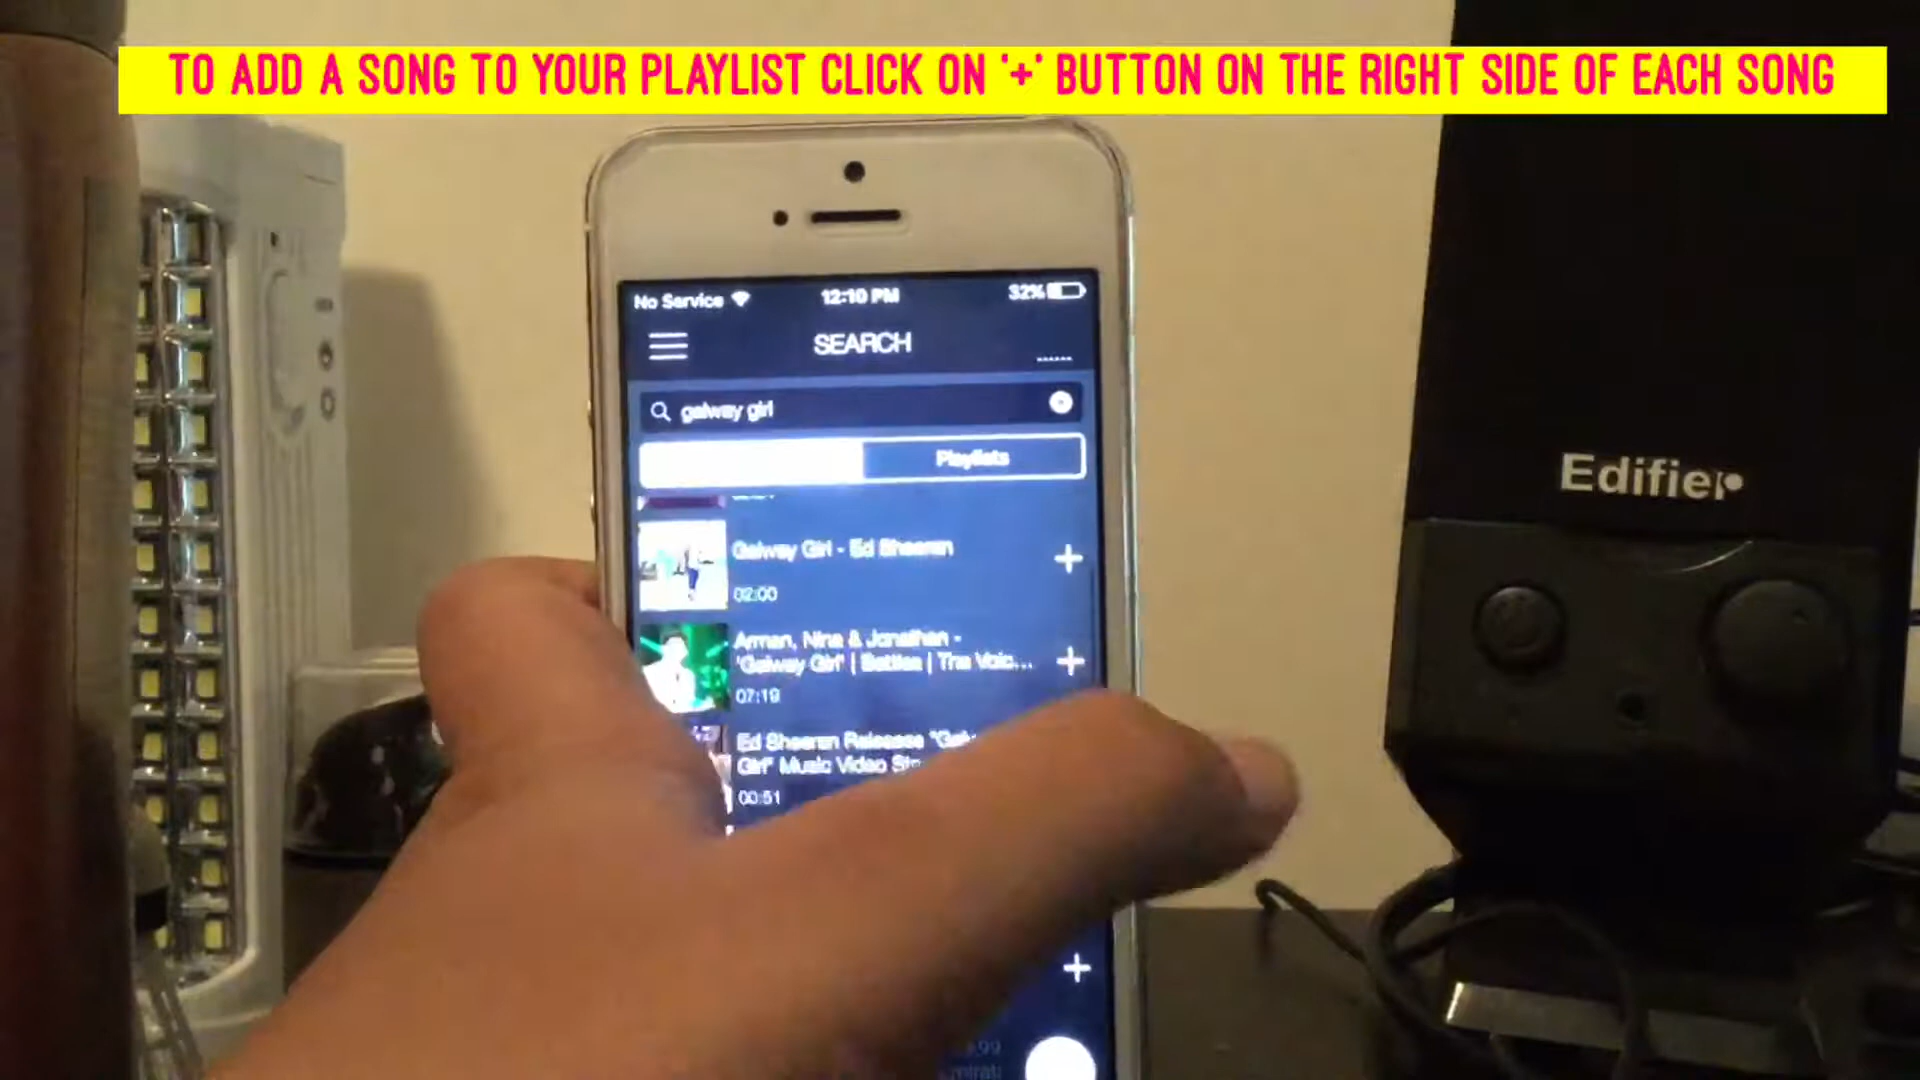 TO ADD A SONG TO YOUR PLAYLIST CLICK ON '+' BUTTON ON THE RIGHT SIDE OF EACH SONG
No Service 12:10 PM 32%
SEARCH
galway girl
Playlists
Galway Girl - Ed Sheeran
02:00
Arman, Nina & Jonathan -
'Galway Girl' | Battles | The Voic...
07:19
Ed Sheeran Releases "Galw
Girl" Music Video
00:51
Edifier